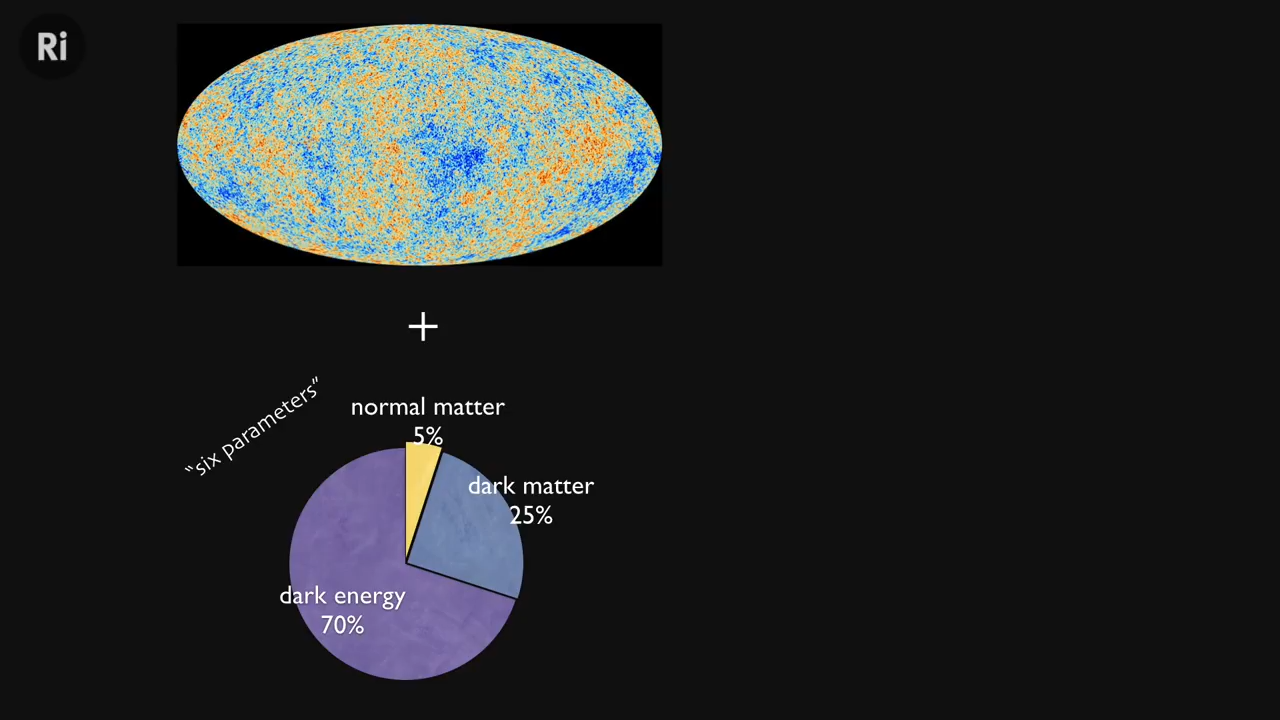 Ri
+
"six parameters"
normal matter
5%
dark matter
25%
dark energy
70%